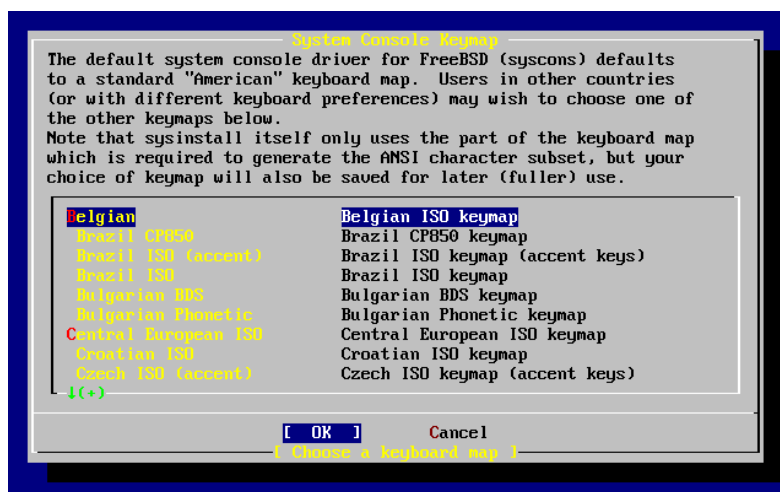 System Console Keymap
The default system console driver for FreeBSD (syscons) defaults
to a standard "American" keyboard map.  Users in other countries
(or with different keyboard preferences) may wish to choose one of
the other keymaps below.
Note that sysinstall itself only uses the part of the keyboard map
which is required to generate the ANSI character subset, but your
choice of keymap will also be saved for later (fuller) use.
Belgian Belgian ISO keymap
Brazil CP850 Brazil CP850 keymap
Brazil ISO (accent) Brazil ISO keymap (accent keys)
Brazil ISO Brazil ISO keymap
Bulgarian BDS Bulgarian BDS keymap
Bulgarian Phonetic Bulgarian Phonetic keymap
Central European ISO Central European ISO keymap
Croatian ISO Croatian ISO keymap
Czech ISO (accent) Czech ISO keymap (accent keys)
↓(+)
[ OK ] Cancel
[ Choose a keyboard map ]